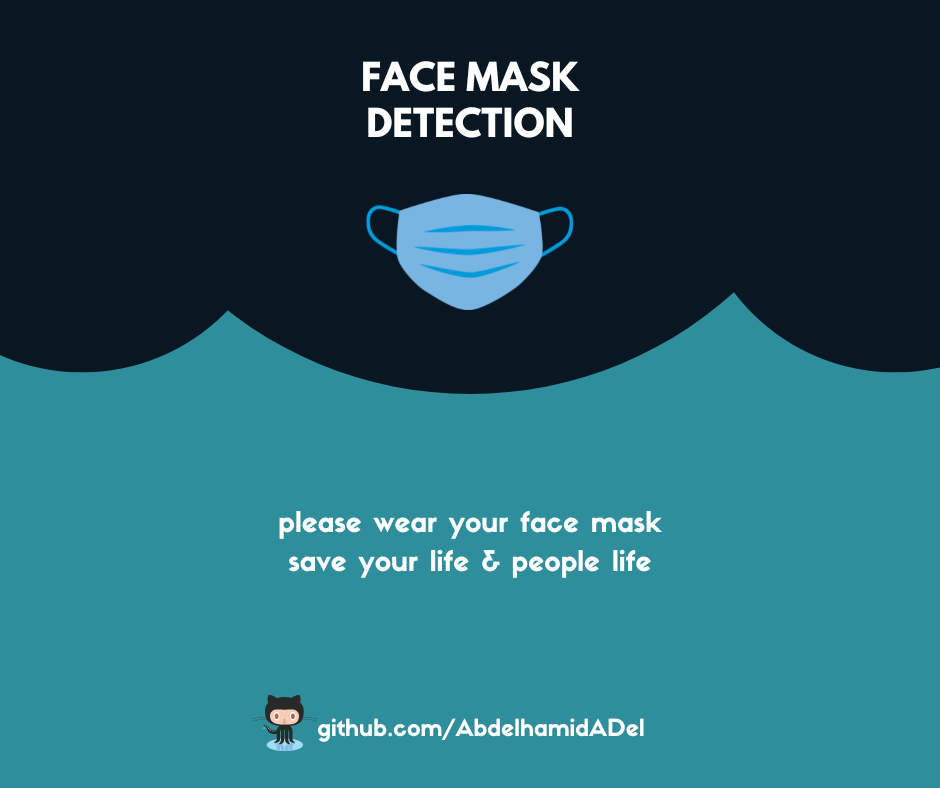 FACE MASK
DETECTION
please wear your face mask
save your life & people life
github.com/AbdelhamidADel